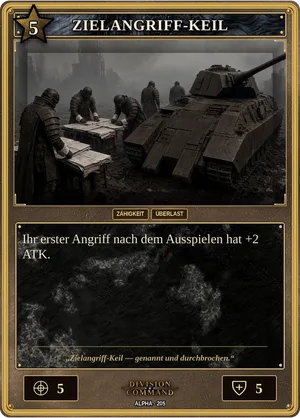 5
ZIELANGRIFF-KEIL
ZÄHIGKEIT ÜBERLAST
Ihr erster Angriff nach dem Ausspielen hat +2
ATK.
„Zielangriff-Keil — genannt und durchbrochen.“
5
DIVISION
COMMAND
ALPHA · 205
5